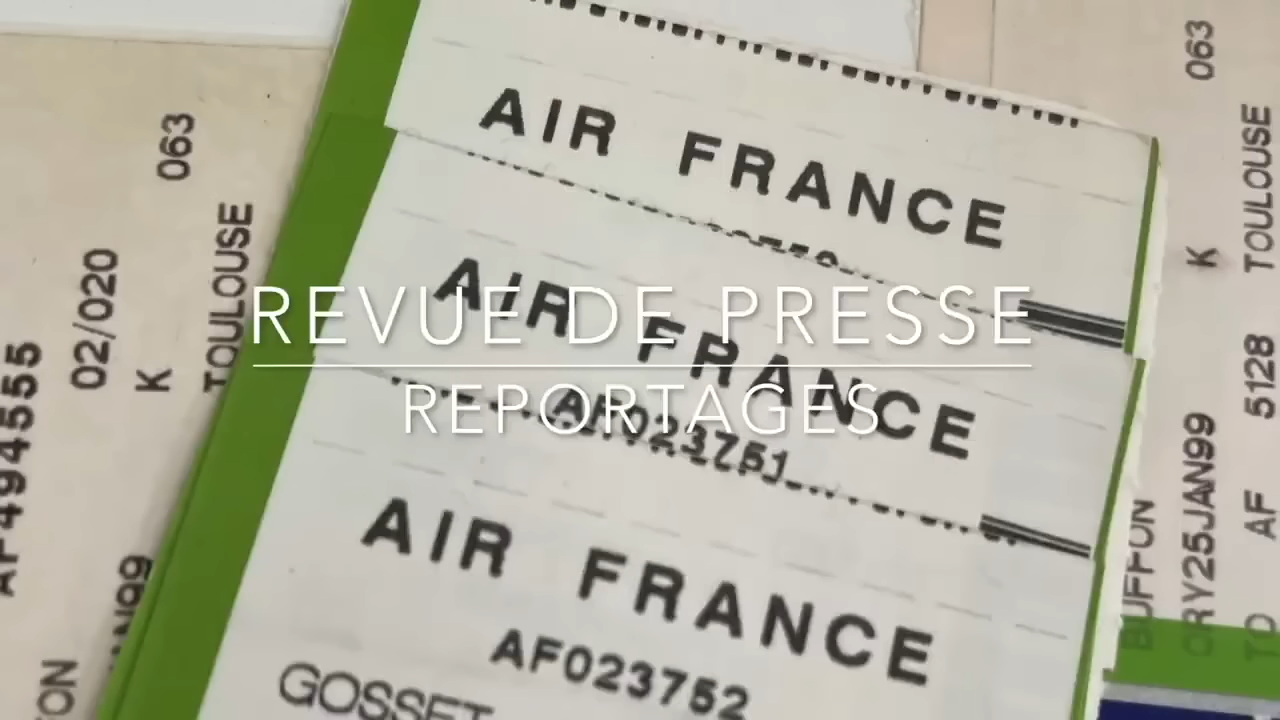 AIR FRANCE
AIR FRANCE
REVUE DE PRESSE
REPORTAGES
AF023751
AIR FRANCE
AF023752
GOSSET
063
TOULOUSE
02/020
K
AF494555
063
TOULOUSE
K
5128
AF
TO
ORY25JAN99
BUFFON